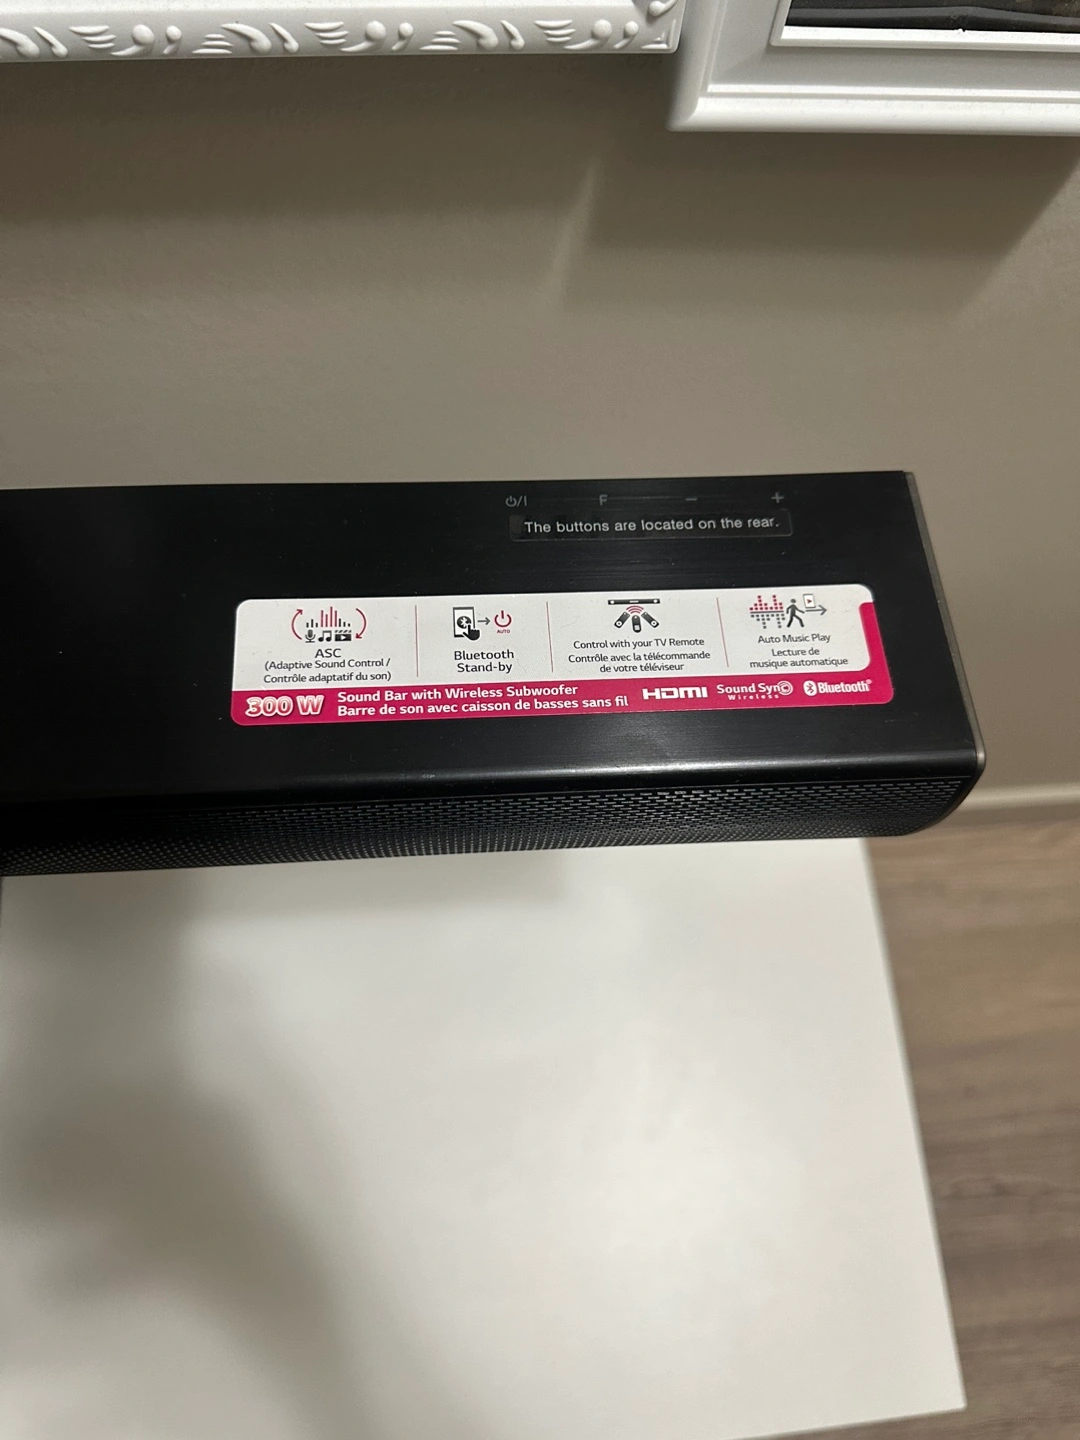 ⏻/I F − +
The buttons are located on the rear.
ASC
(Adaptive Sound Control /
Contrôle adaptatif du son)
AUTO
Bluetooth
Stand-by
Control with your TV Remote
Contrôle avec la télécommande
de votre téléviseur
Auto Music Play
Lecture de
musique automatique
300 W
Sound Bar with Wireless Subwoofer
Barre de son avec caisson de basses sans fil
HDMI
Sound Sync
Wireless
Bluetooth®